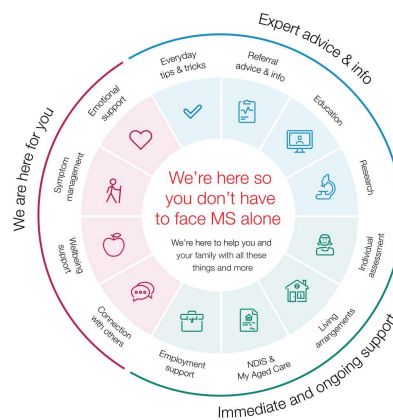 Expert advice & info
Everyday
tips & tricks
Referral
advice & info
Education
Research
Individual
assessment
Living
arrangements
NDIS &
My Aged Care
Employment
support
Immediate and ongoing support
Connection
with others
Wellbeing
support
Symptom
management
Emotional
support
We are here for you
We're here so
you don't have
to face MS alone
We're here to help you and
your family with all these
things and more